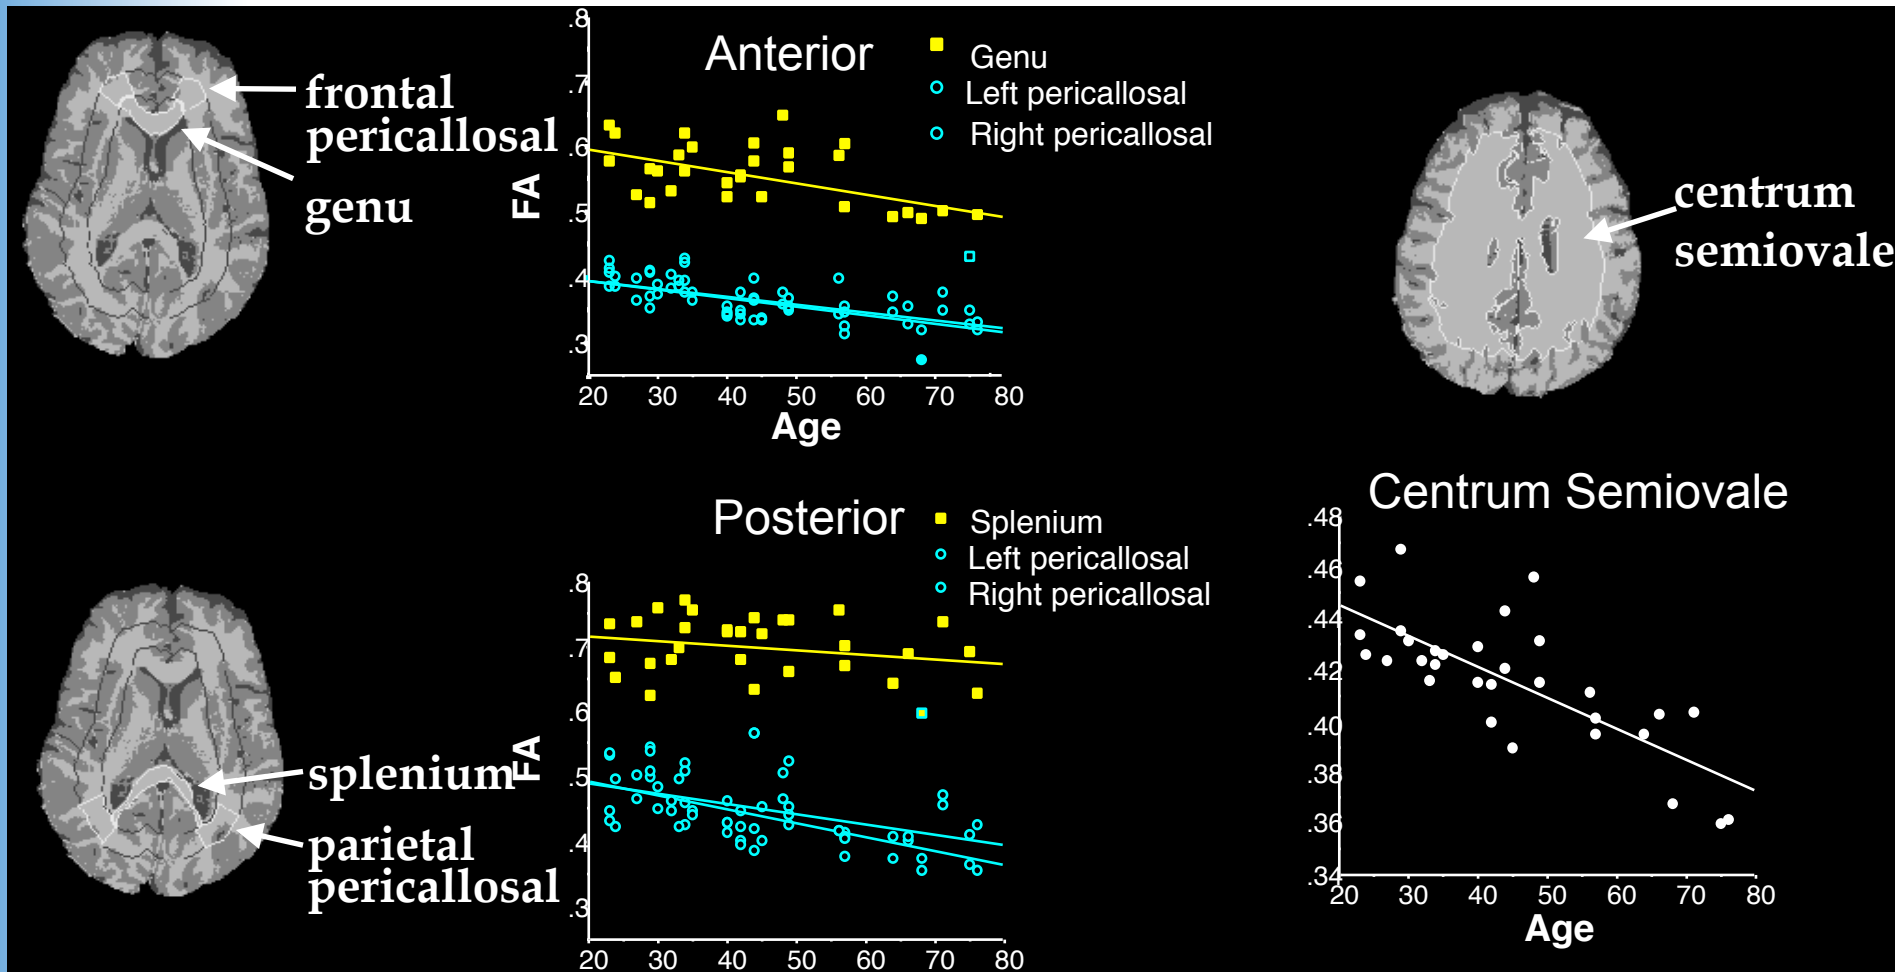 frontal
pericallosal
genu
Anterior
Genu
Left pericallosal
Right pericallosal
FA
.8
.7
.6
.5
.4
.3
20 30 40 50 60 70 80
Age
centrum
semiovale
splenium
parietal
pericallosal
Posterior
Splenium
Left pericallosal
Right pericallosal
FA
.8
.7
.6
.5
.4
.3
20 30 40 50 60 70 80
Centrum Semiovale
.48
.46
.44
.42
.40
.38
.36
.34
20 30 40 50 60 70 80
Age